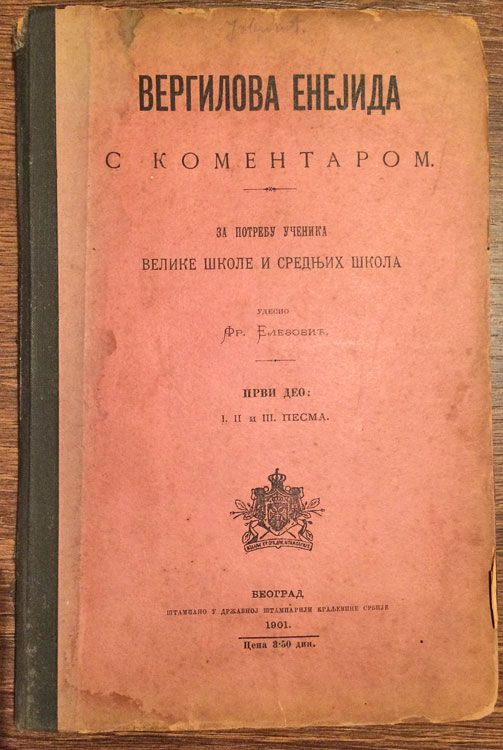 ВЕРГИЛОВА ЕНЕЈИДА
С КОМЕНТАРОМ.
ЗА ПОТРЕБУ УЧЕНИКА
ВЕЛИКЕ ШКОЛЕ И СРЕДЊИХ ШКОЛА
УДЕСИО
ФР. ЕЛЕЗОВИЋ.
ПРВИ ДЕО:
I. II и III. ПЕСМА.
БЕОГРАД
ШТАМПАНО У ДРЖАВНОЈ ШТАМПАРИЈИ КРАЉЕВИНЕ СРБИЈЕ
1901.
Цена 3·50 дин.